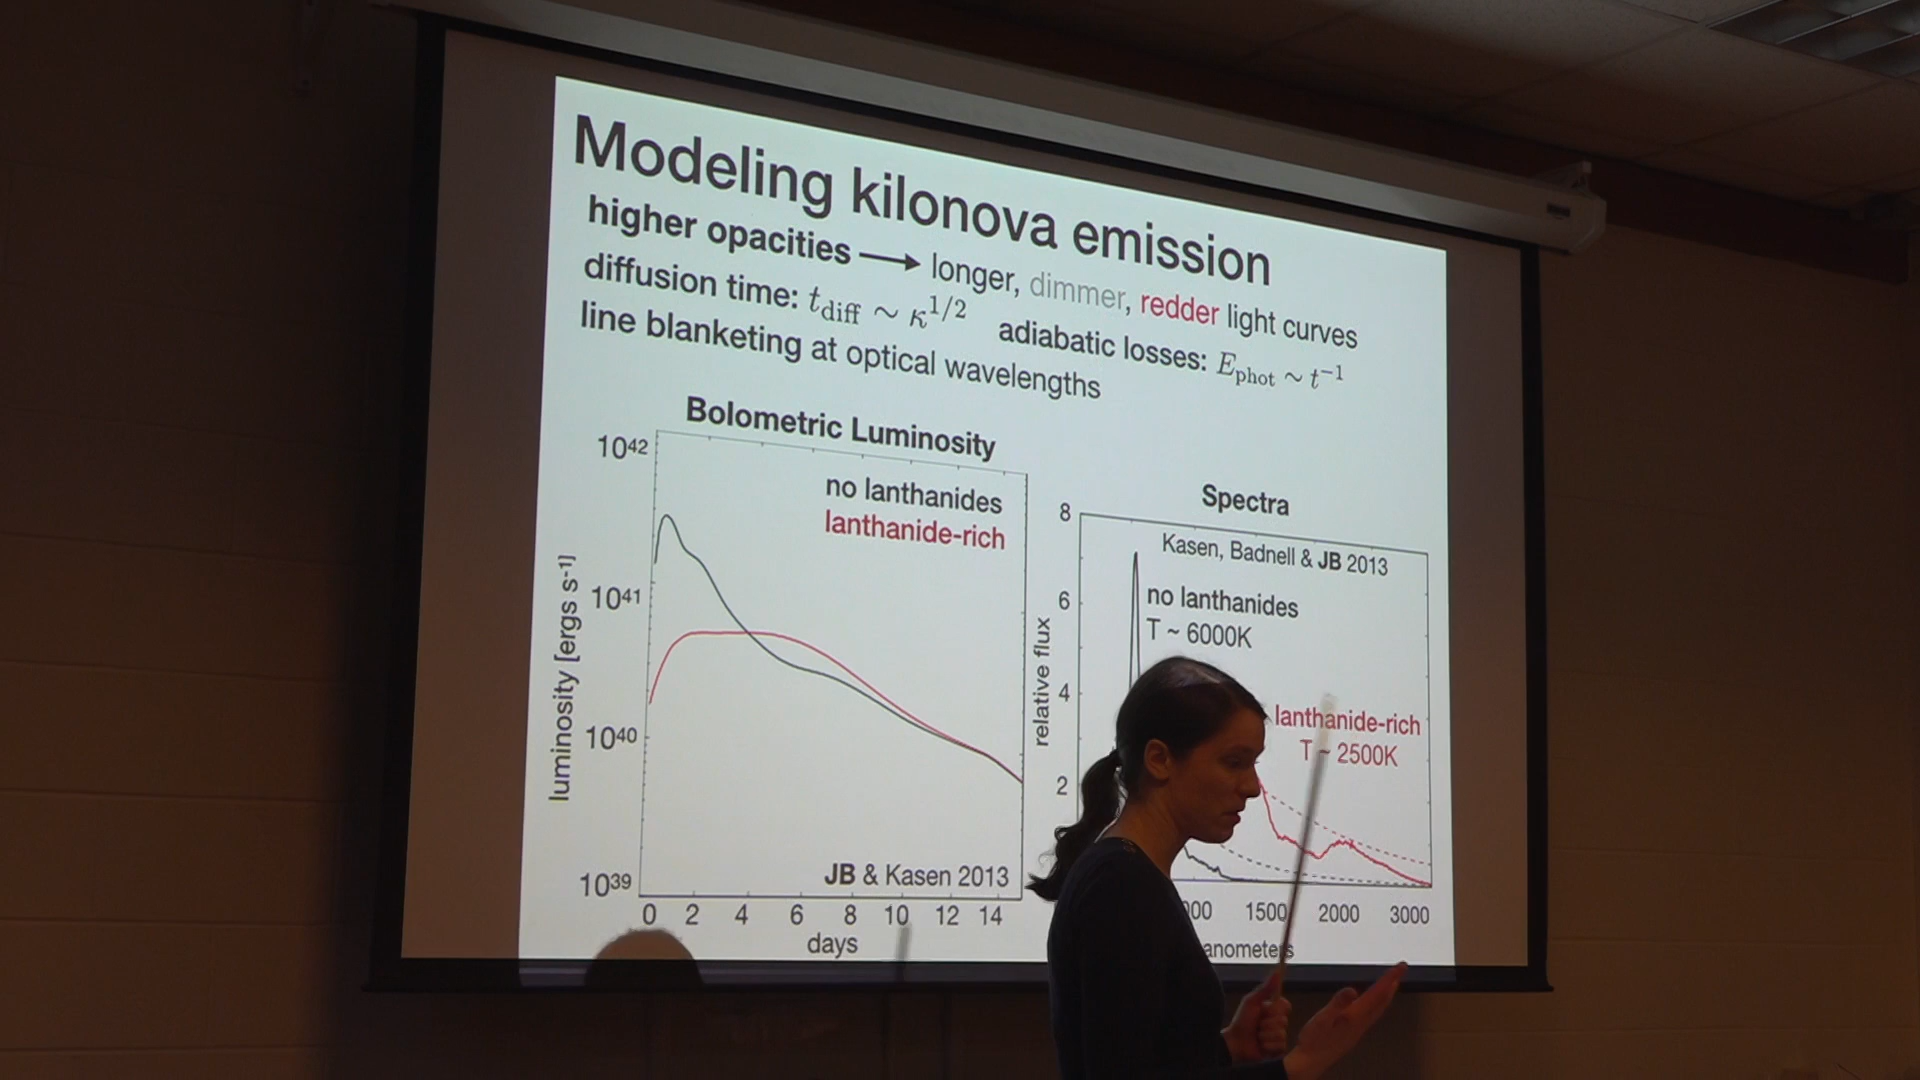 Modeling kilonova emission
higher opacities ⟶ longer, dimmer, redder light curves
diffusion time: t_diff ~ κ^1/2 adiabatic losses: E_phot ~ t^-1
line blanketing at optical wavelengths
Bolometric Luminosity
luminosity [ergs s-1]
10^42
10^41
10^40
10^39
no lanthanides
lanthanide-rich
JB & Kasen 2013
0 2 4 6 8 10 12 14
days
Spectra
relative flux
8
6
4
2
Kasen, Badnell & JB 2013
no lanthanides
T ~ 6000K
lanthanide-rich
T ~ 2500K
1500 2000 3000